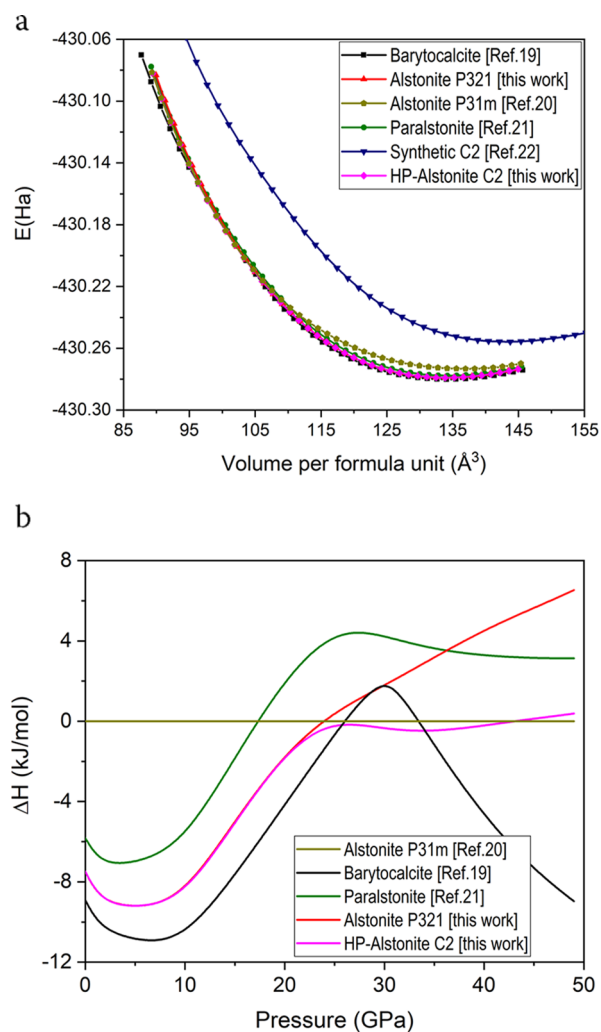 a
-430.06
-430.10
-430.14
-430.18
-430.22
-430.26
-430.30
E(Ha)
Barytocalcite [Ref.19]
Alstonite P321 [this work]
Alstonite P31m [Ref.20]
Paralstonite [Ref.21]
Synthetic C2 [Ref.22]
HP-Alstonite C2 [this work]
85 95 105 115 125 135 145 155
Volume per formula unit (Å³)
b
8
4
0
-4
-8
-12
ΔH (kJ/mol)
Alstonite P31m [Ref.20]
Barytocalcite [Ref.19]
Paralstonite [Ref.21]
Alstonite P321 [this work]
HP-Alstonite C2 [this work]
0 10 20 30 40 50
Pressure (GPa)